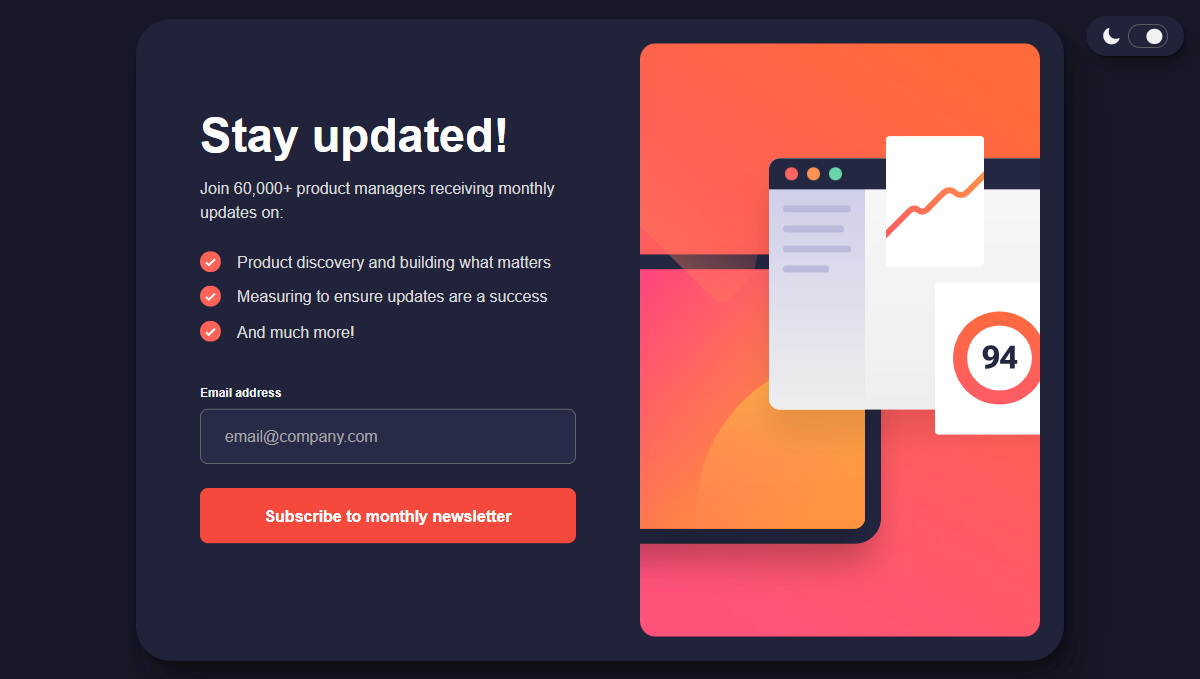 Stay updated!
Join 60,000+ product managers receiving monthly
updates on:
Product discovery and building what matters
Measuring to ensure updates are a success
And much more!
Email address
email@company.com
Subscribe to monthly newsletter
94